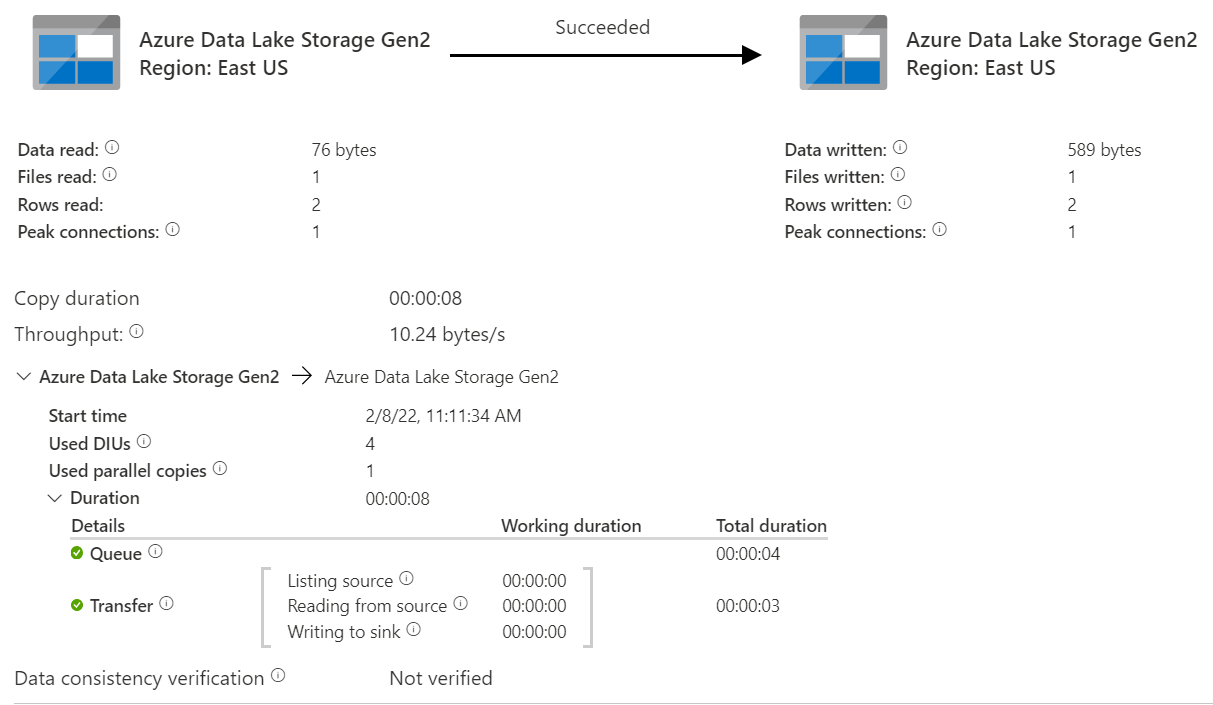 Succeeded
Azure Data Lake Storage Gen2
Region: East US
Azure Data Lake Storage Gen2
Region: East US
Data read: 76 bytes
Files read: 1
Rows read: 2
Peak connections: 1
Data written: 589 bytes
Files written: 1
Rows written: 2
Peak connections: 1
Copy duration 00:00:08
Throughput: 10.24 bytes/s
Azure Data Lake Storage Gen2 → Azure Data Lake Storage Gen2
Start time 2/8/22, 11:11:34 AM
Used DIUs 4
Used parallel copies 1
Duration 00:00:08
Details Working duration Total duration
Queue 00:00:04
Listing source 00:00:00
Transfer Reading from source 00:00:00 00:00:03
Writing to sink 00:00:00
Data consistency verification Not verified